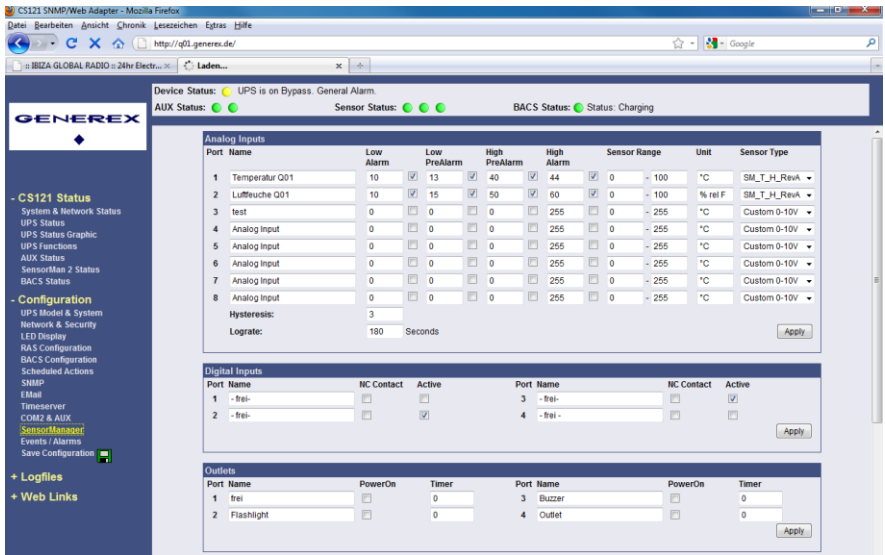 CS121 SNMP/Web Adapter - Mozilla Firefox
Datei Bearbeiten Ansicht Chronik Lesezeichen Extras Hilfe
http://q01.generex.de/
Google
:: IBIZA GLOBAL RADIO :: 24hr Electr...
Laden...
Device Status: UPS is on Bypass. General Alarm.
AUX Status: Sensor Status: BACS Status: Status: Charging
GENEREX
- CS121 Status
System & Network Status
UPS Status
UPS Status Graphic
UPS Functions
AUX Status
SensorMan 2 Status
BACS Status
- Configuration
UPS Model & System
Network & Security
LED Display
RAS Configuration
BACS Configuration
Scheduled Actions
SNMP
EMail
Timeserver
COM2 & AUX
SensorManager
Events / Alarms
Save Configuration
+ Logfiles
+ Web Links
Analog Inputs
Port Name Low Alarm Low PreAlarm High PreAlarm High Alarm Sensor Range Unit Sensor Type
1 Temperatur Q01 10 13 40 44 0 - 100 °C SM_T_H_RevA
2 Luftfeuche Q01 10 15 50 60 0 - 100 % rel F SM_T_H_RevA
3 test 0 0 0 255 0 - 255 °C Custom 0-10V
4 Analog Input 0 0 0 255 0 - 255 °C Custom 0-10V
5 Analog Input 0 0 0 255 0 - 255 °C Custom 0-10V
6 Analog Input 0 0 0 255 0 - 255 °C Custom 0-10V
7 Analog Input 0 0 0 255 0 - 255 °C Custom 0-10V
8 Analog Input 0 0 0 255 0 - 255 °C Custom 0-10V
Hysteresis: 3
Lograte: 180 Seconds
Apply
Digital Inputs
Port Name NC Contact Active Port Name NC Contact Active
1 - frei- 3 - frei-
2 - frei- 4 - frei -
Apply
Outlets
Port Name PowerOn Timer Port Name PowerOn Timer
1 frei 0 3 Buzzer 0
2 Flashlight 0 4 Outlet 0
Apply